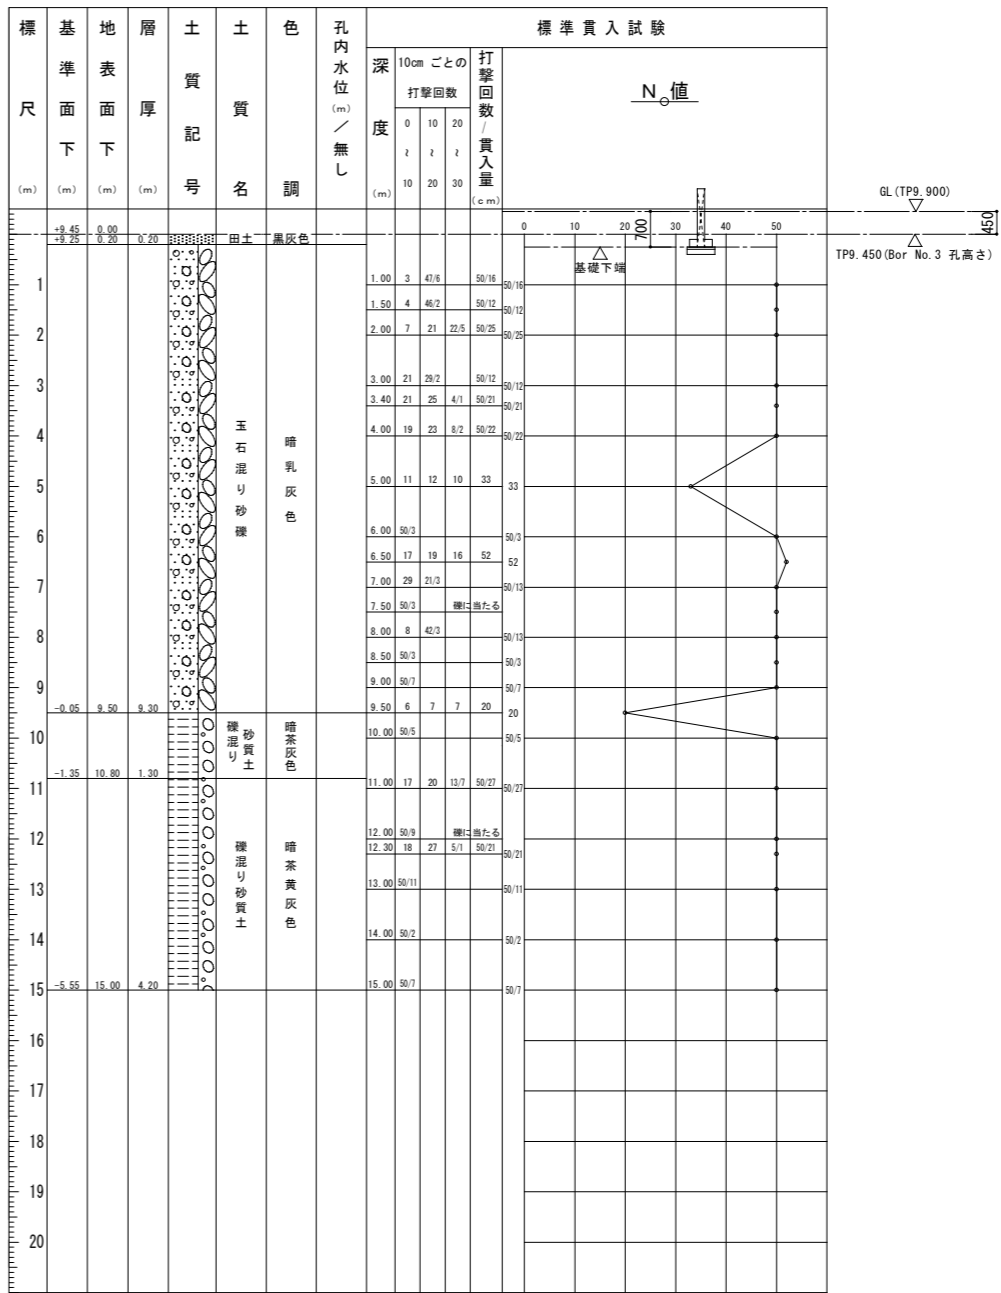 標尺(m)
基準面下(m)
地表面下(m)
層厚(m)
土質記号
土質名
色調
孔内水位(m)／無し
標準貫入試験
深度(m)
10cm ごとの
打撃回数
0 10 20
~ ~ ~
10 20 30
打撃回数/貫入量(cm)
N 値
GL(TP9.900)
450
700
0 10 20 30 40 50
TP9.450(Bor No.3 孔高さ)
基礎下端
+9.45 0.00
+9.25 0.20 0.20 田土 黒灰色
玉石混り砂礫
暗乳灰色
1
1.00 3 47/6 50/16 50/16
1.50 4 46/2 50/12 50/12
2
2.00 7 21 22/5 50/25 50/25
3
3.00 21 29/2 50/12 50/12
3.40 21 25 4/1 50/21 50/21
4
4.00 19 23 8/2 50/22 50/22
5
5.00 11 12 10 33 33
6
6.00 50/3 50/3
6.50 17 19 16 52 52
7
7.00 29 21/3 50/13
7.50 50/3 礫に当たる
8
8.00 8 42/3 50/13
8.50 50/3 50/3
9
9.00 50/7 50/7
-0.05 9.50 9.30
9.50 6 7 7 20 20
礫混り砂質土
暗茶灰色
10
10.00 50/5 50/5
-1.35 10.80 1.30
11
11.00 17 20 13/7 50/27 50/27
礫混り砂質土
暗茶黄灰色
12
12.00 50/9 礫に当たる
12.30 18 27 5/1 50/21 50/21
13
13.00 50/11 50/11
14
14.00 50/2 50/2
15
-5.55 15.00 4.20
15.00 50/7 50/7
16
17
18
19
20